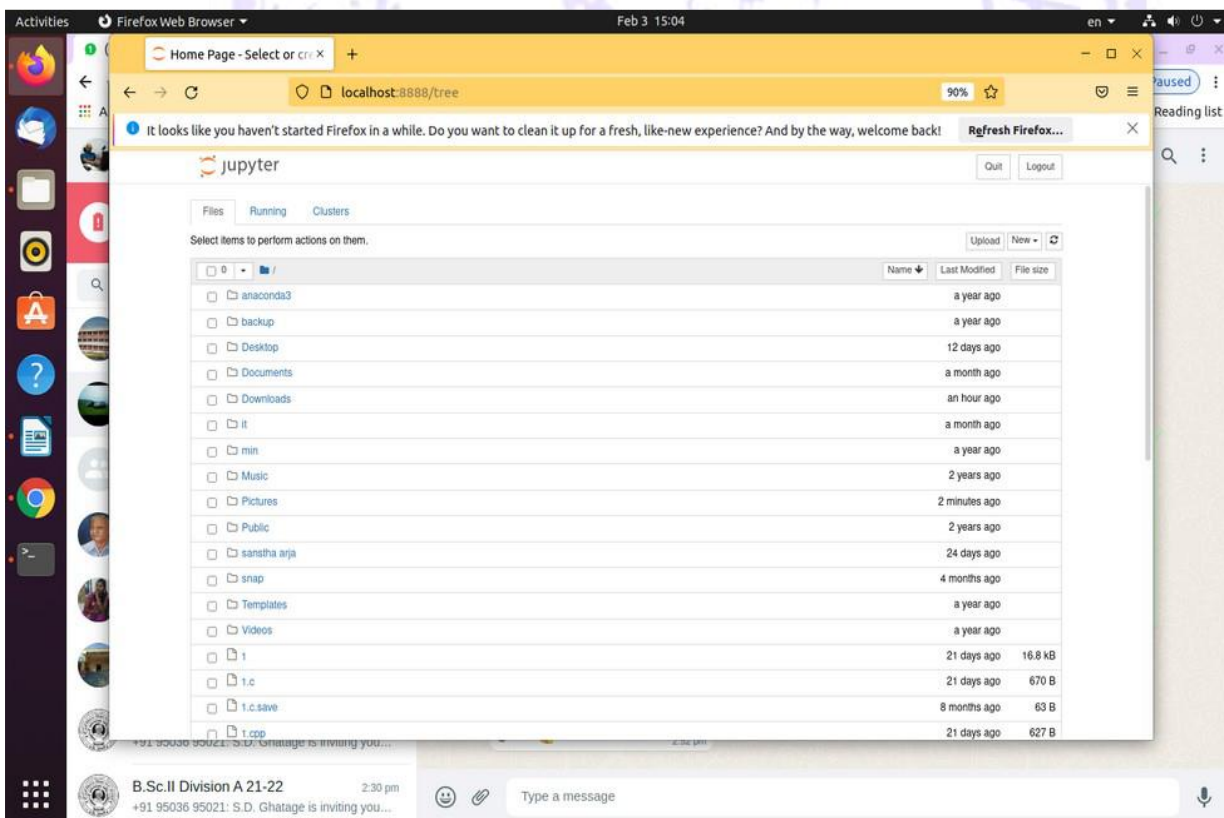 Activities Firefox Web Browser Feb 3 15:04 en
Home Page - Select or cre
localhost:8888/tree 90%
Paused
Reading list
It looks like you haven't started Firefox in a while. Do you want to clean it up for a fresh, like-new experience? And by the way, welcome back! Refresh Firefox...
jupyter Quit Logout
Files Running Clusters
Select items to perform actions on them. Upload New
0 / Name Last Modified File size
anaconda3 a year ago
backup a year ago
Desktop 12 days ago
Documents a month ago
Downloads an hour ago
it a month ago
min a year ago
Music 2 years ago
Pictures 2 minutes ago
Public 2 years ago
sanstha arja 24 days ago
snap 4 months ago
Templates a year ago
Videos a year ago
1 21 days ago 16.8 kB
1.c 21 days ago 670 B
1.c.save 8 months ago 63 B
1.cpp 21 days ago 627 B
+91 95036 95021: S.D. Ghatage is inviting you... 2:52 pm
B.Sc.II Division A 21-22 2:30 pm
+91 95036 95021: S.D. Ghatage is inviting you...
Type a message